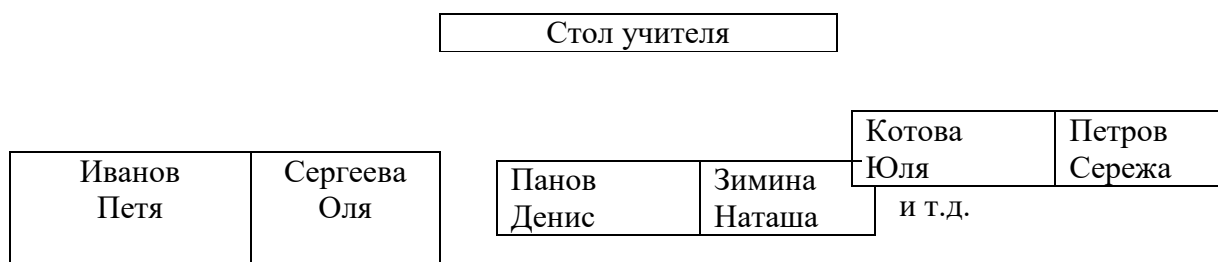 Стол учителя
Иванов
Петя
Сергеева
Оля
Панов
Денис
Зимина
Наташа
Котова
Юля
Петров
Сережа
и т.д.